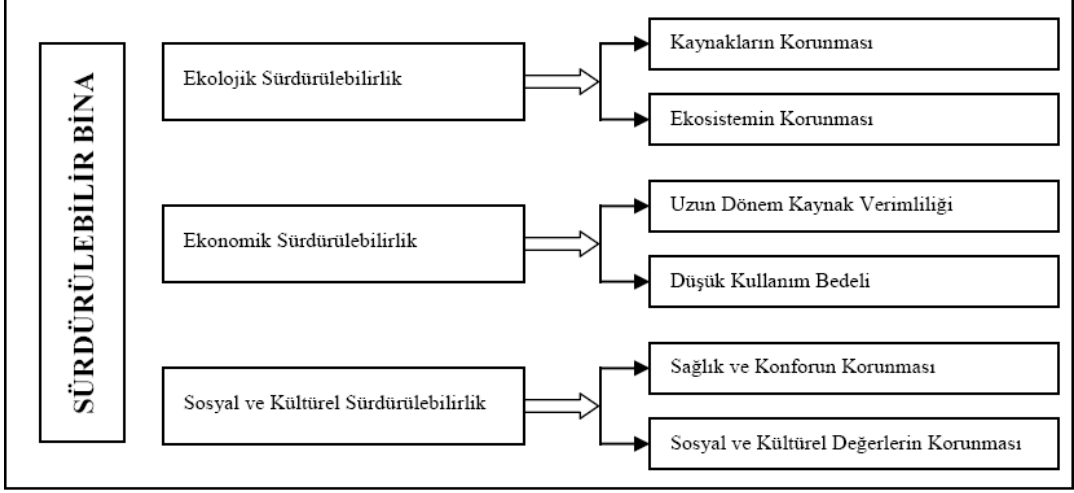 SÜRDÜRÜLEBİLİR BİNA
Ekolojik Sürdürülebilirlik
Kaynakların Korunması
Ekosistemin Korunması
Ekonomik Sürdürülebilirlik
Uzun Dönem Kaynak Verimliliği
Düşük Kullanım Bedeli
Sosyal ve Kültürel Sürdürülebilirlik
Sağlık ve Konforun Korunması
Sosyal ve Kültürel Değerlerin Korunması